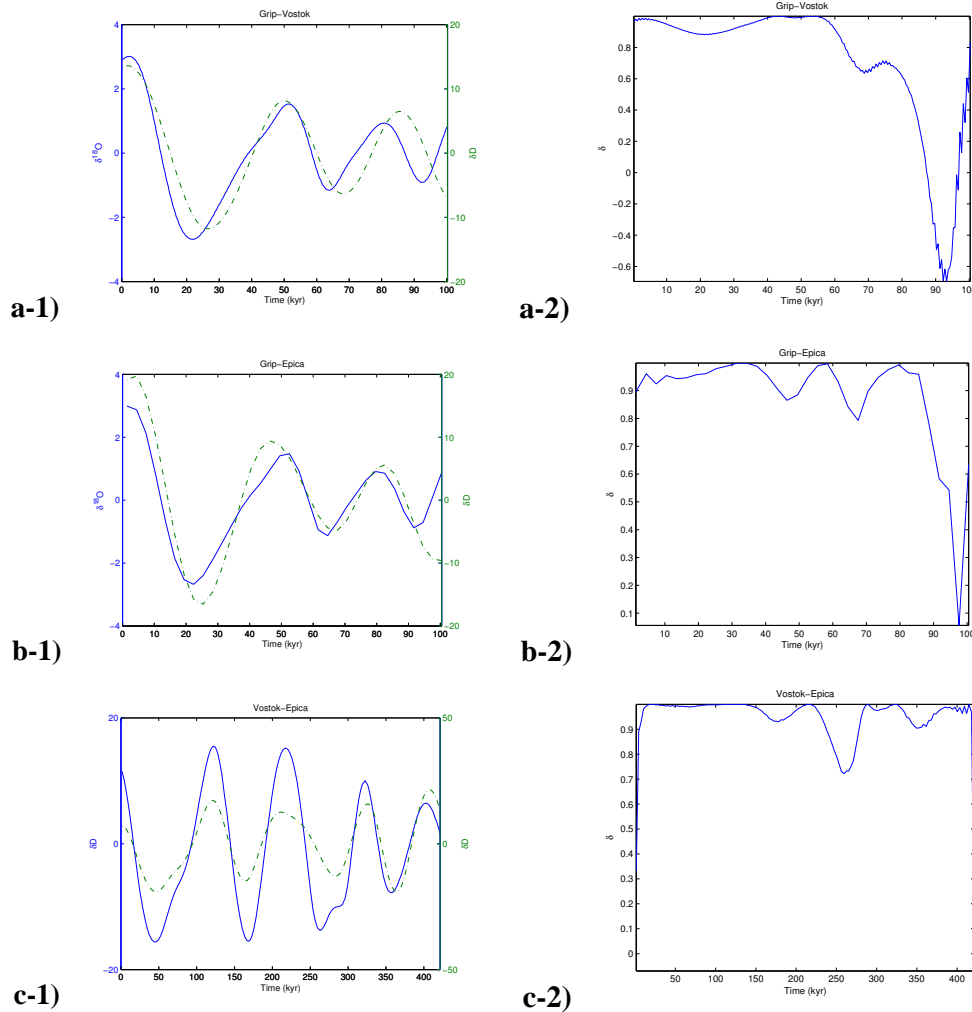 Grip−Vostok
4
2
0
−2
−4
δ18O
20
10
0
−10
−20
δD
0 10 20 30 40 50 60 70 80 90 100
Time (kyr)
a-1)
Grip−Vostok
0.8
0.6
0.4
0.2
0
−0.2
−0.4
−0.6
δ
10 20 30 40 50 60 70 80 90 100
Time (kyr)
a-2)
Grip−Epica
4
2
0
−2
−4
δ18O
20
10
0
−10
−20
δD
0 10 20 30 40 50 60 70 80 90 100
Time (kyr)
b-1)
Grip−Epica
0.9
0.8
0.7
0.6
0.5
0.4
0.3
0.2
0.1
δ
10 20 30 40 50 60 70 80 90 100
Time (kyr)
b-2)
Vostok−Epica
20
0
−20
δD
50
0
−50
δD
0 50 100 150 200 250 300 350 400
Time (kyr)
c-1)
Vostok−Epica
0.9
0.8
0.7
0.6
0.5
0.4
0.3
0.2
0.1
0
δ
50 100 150 200 250 300 350 400
Time (kyr)
c-2)